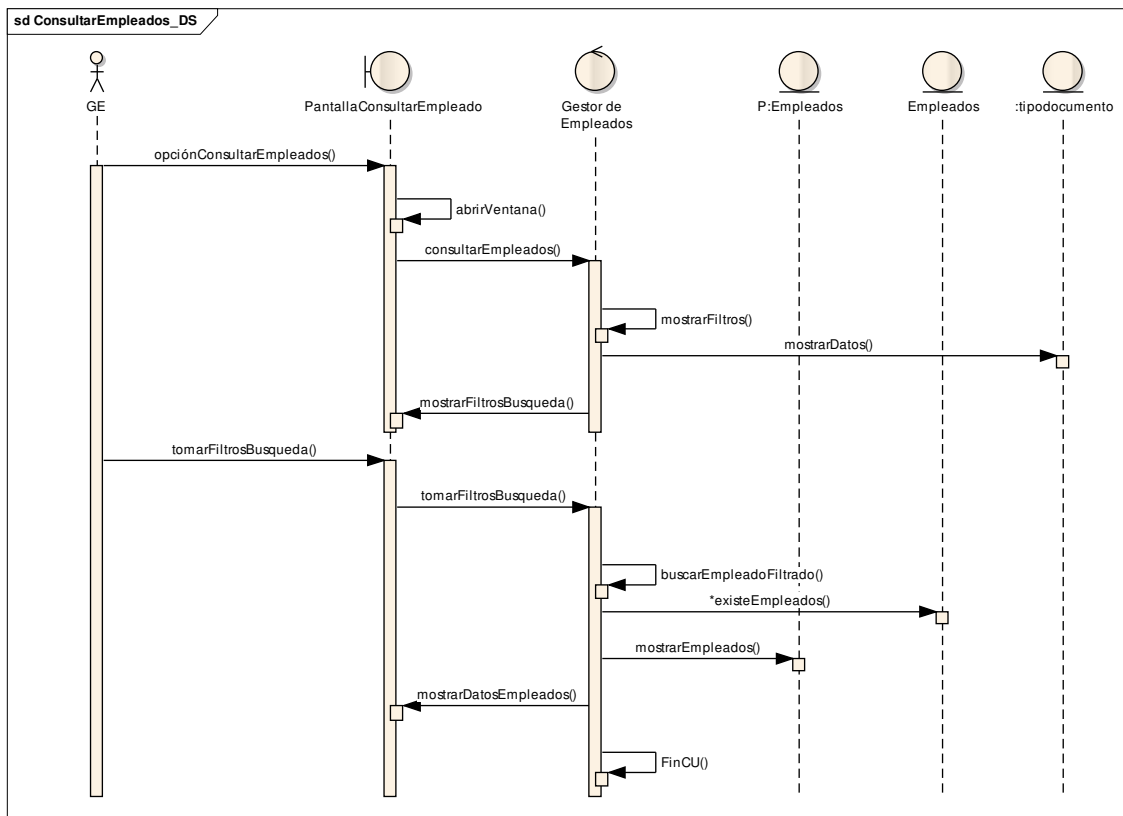 sd ConsultarEmpleados_DS
GE
PantallaConsultarEmpleado
Gestor de
Empleados
P:Empleados
Empleados
:tipodocumento
opciónConsultarEmpleados()
abrirVentana()
consultarEmpleados()
mostrarFiltros()
mostrarDatos()
mostrarFiltrosBusqueda()
tomarFiltrosBusqueda()
tomarFiltrosBusqueda()
buscarEmpleadoFiltrado()
*existeEmpleados()
mostrarEmpleados()
mostrarDatosEmpleados()
FinCU()